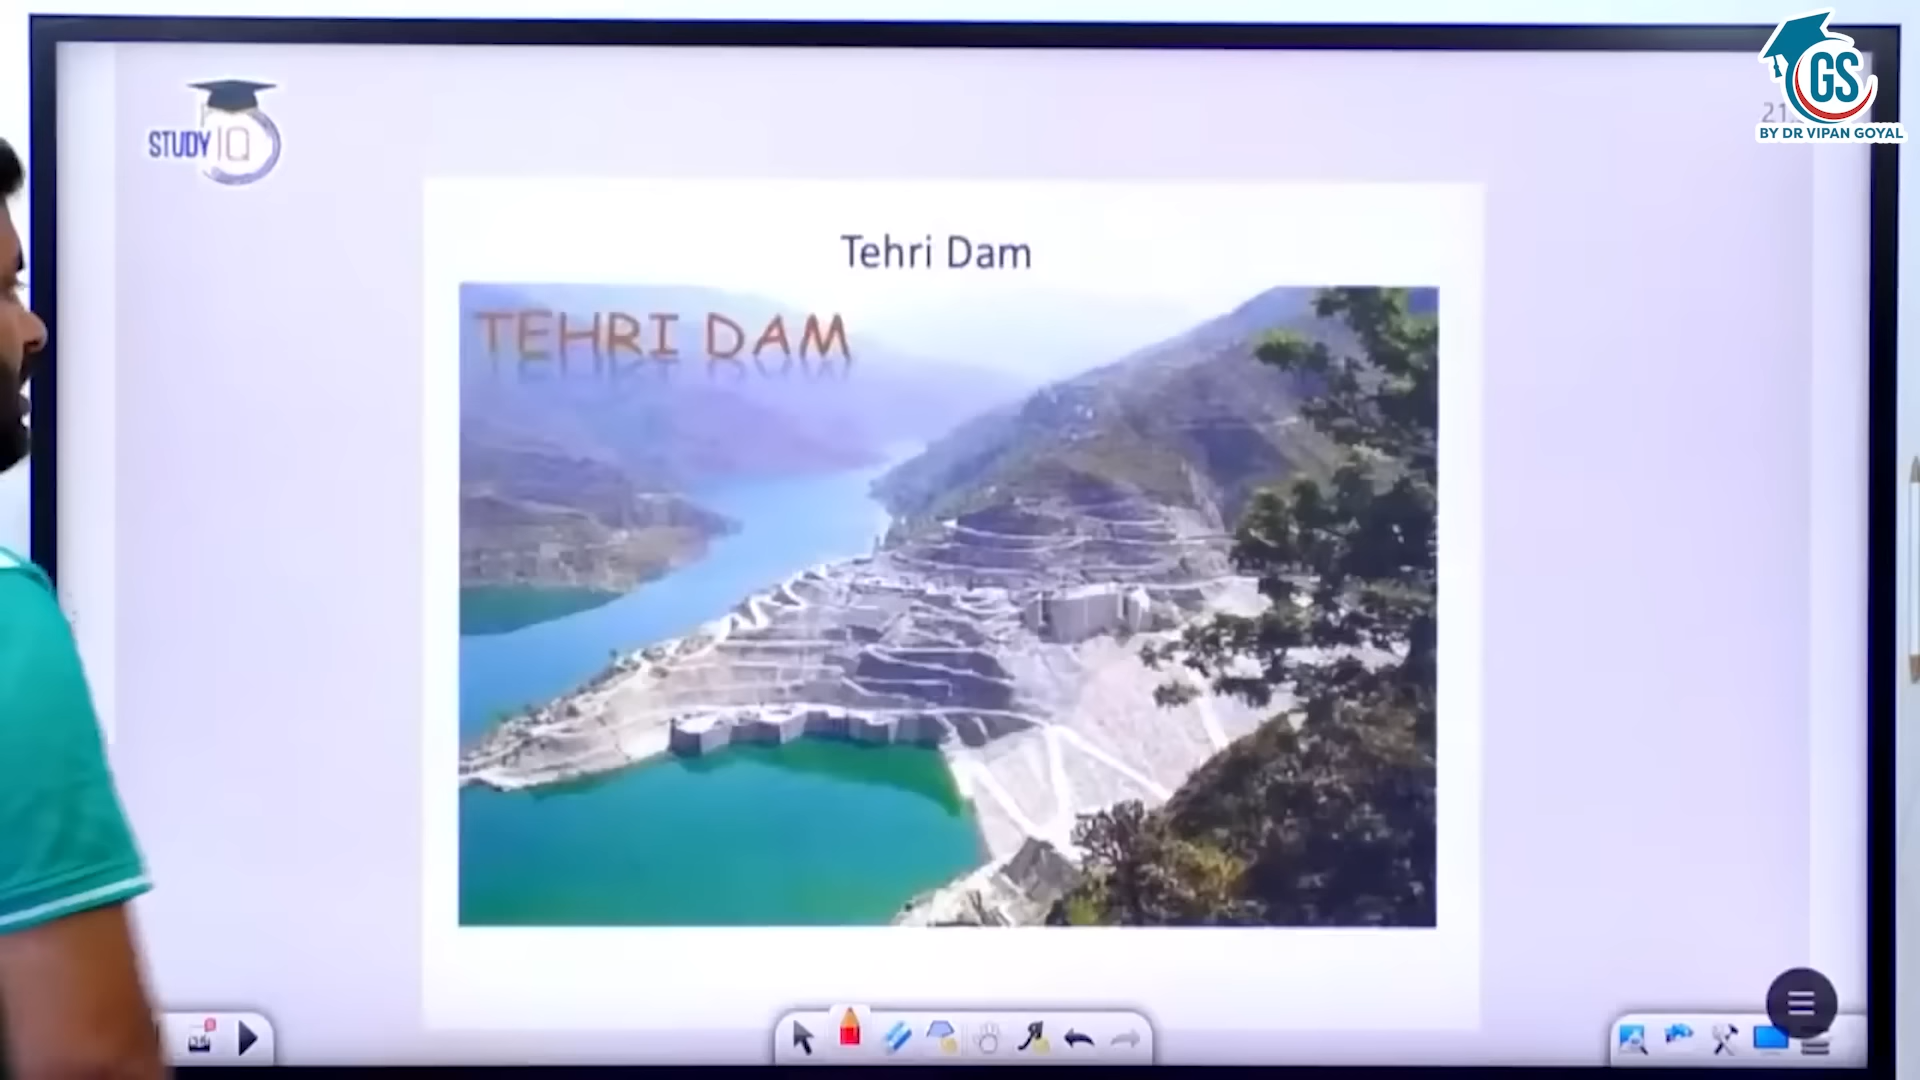 STUDY IQ
GS
BY DR VIPAN GOYAL
Tehri Dam
TEHRI DAM